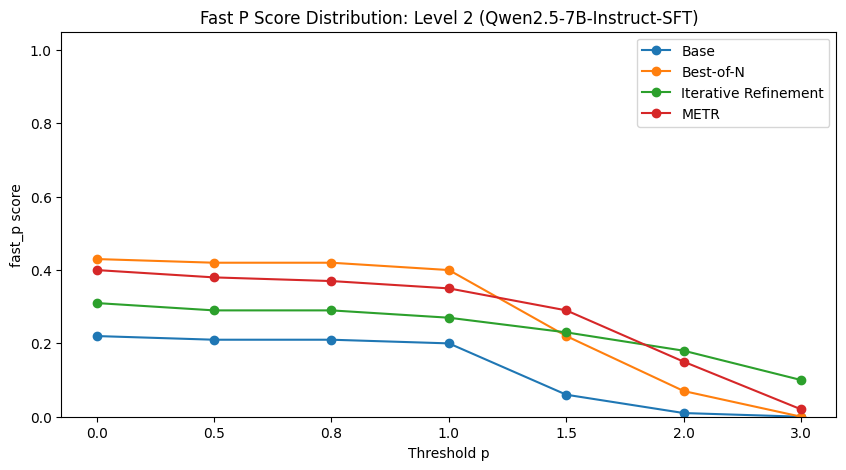 Fast P Score Distribution: Level 2 (Qwen2.5-7B-Instruct-SFT)
Base
Best-of-N
Iterative Refinement
METR
fast_p score
1.0
0.8
0.6
0.4
0.2
0.0
0.0 0.5 0.8 1.0 1.5 2.0 3.0
Threshold p